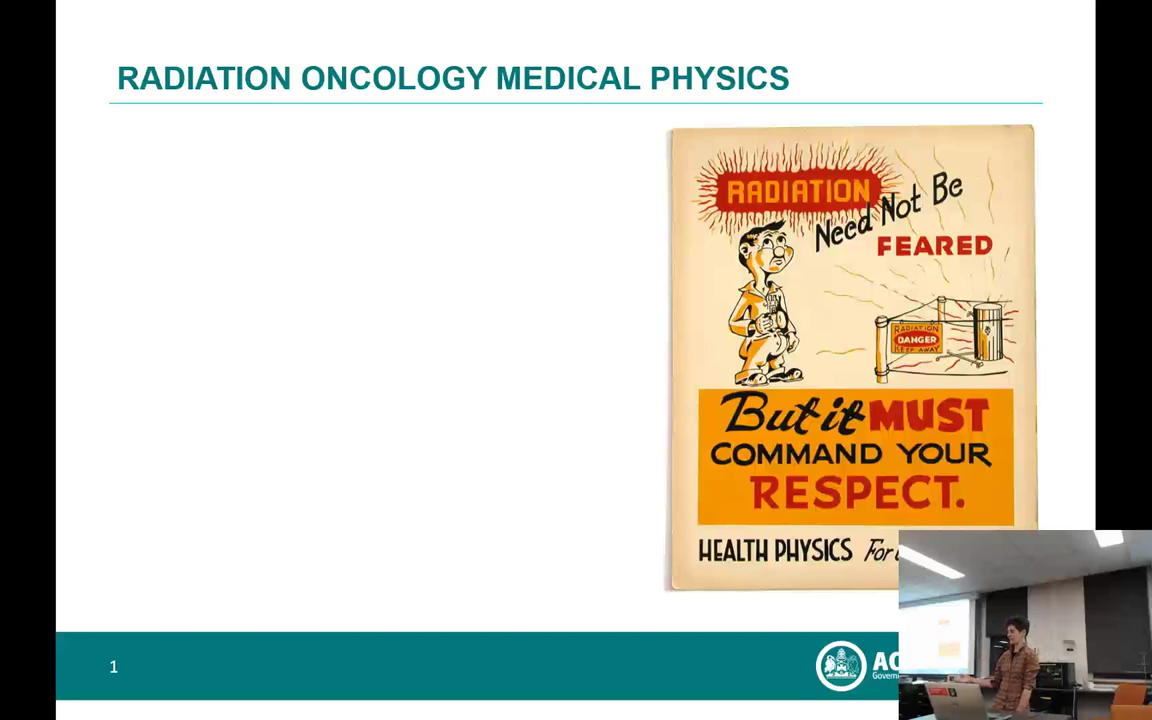 RADIATION ONCOLOGY MEDICAL PHYSICS
RADIATION
Need Not Be
FEARED
RADIATION
DANGER
KEEP AWAY
But it MUST
COMMAND YOUR
RESPECT.
HEALTH PHYSICS For
1